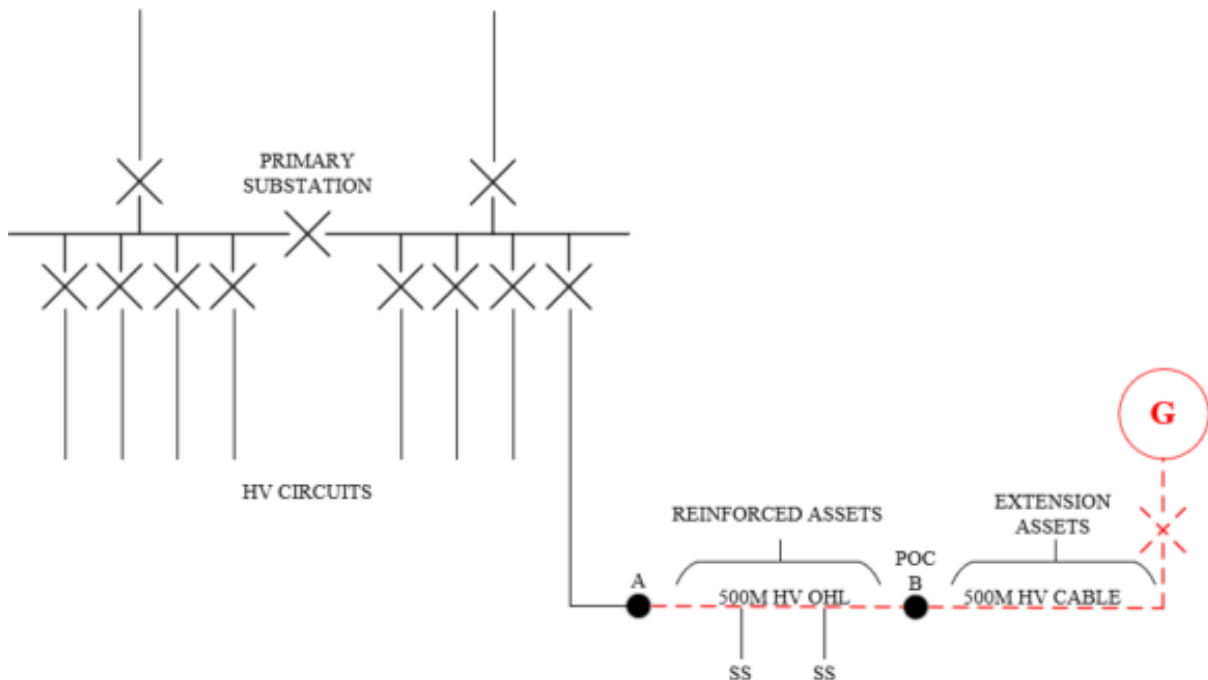 PRIMARY
SUBSTATION
HV CIRCUITS
G
REINFORCED ASSETS
EXTENSION
ASSETS
POC
A
B
500M HV OHL
500M HV CABLE
SS
SS